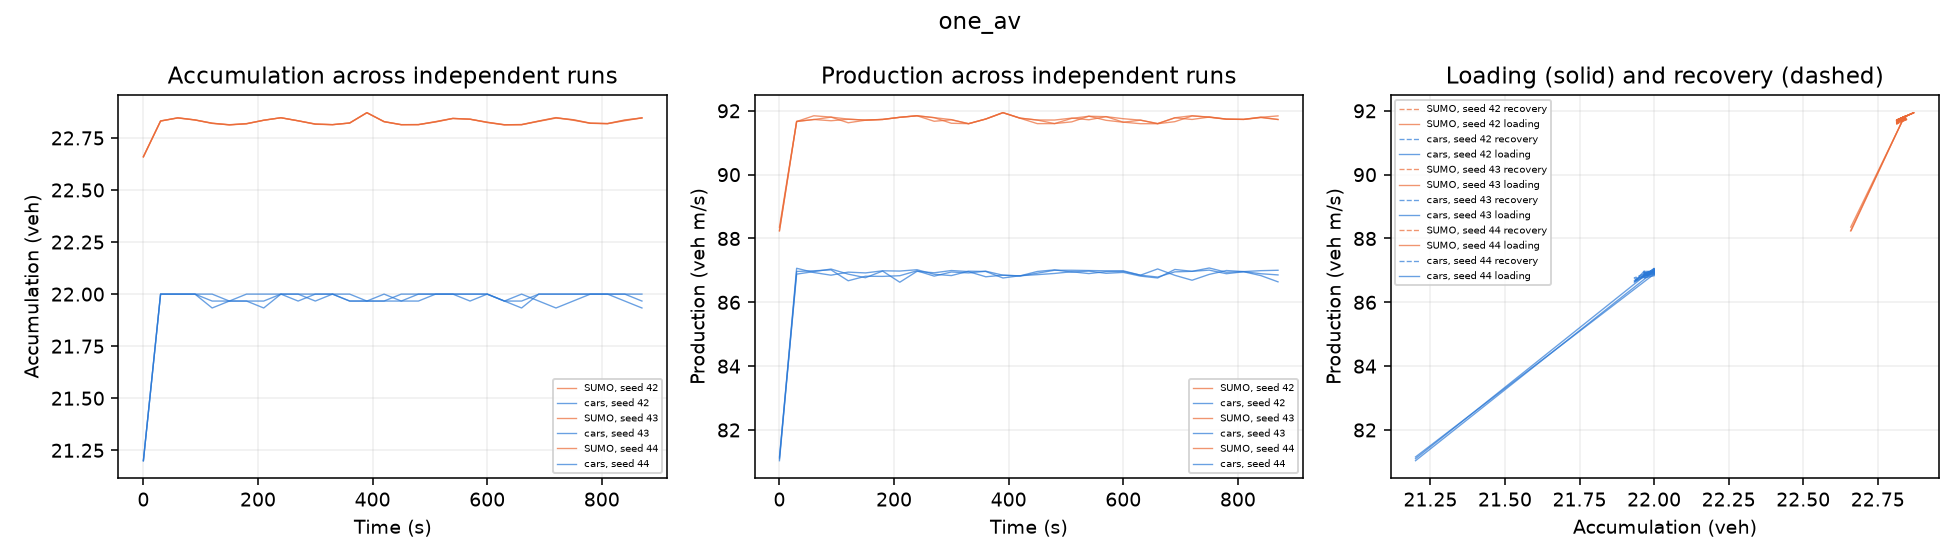 one_av
Accumulation across independent runs
Accumulation (veh)
22.75
22.50
22.25
22.00
21.75
21.50
21.25
0
200
400
600
800
Time (s)
SUMO, seed 42
cars, seed 42
SUMO, seed 43
cars, seed 43
SUMO, seed 44
cars, seed 44
Production across independent runs
Production (veh m/s)
92
90
88
86
84
82
0
200
400
600
800
Time (s)
SUMO, seed 42
cars, seed 42
SUMO, seed 43
cars, seed 43
SUMO, seed 44
cars, seed 44
Loading (solid) and recovery (dashed)
Production (veh m/s)
92
90
88
86
84
82
SUMO, seed 42 recovery
SUMO, seed 42 loading
cars, seed 42 recovery
cars, seed 42 loading
SUMO, seed 43 recovery
SUMO, seed 43 loading
cars, seed 43 recovery
cars, seed 43 loading
SUMO, seed 44 recovery
SUMO, seed 44 loading
cars, seed 44 recovery
cars, seed 44 loading
21.25
21.50
21.75
22.00
22.25
22.50
22.75
Accumulation (veh)